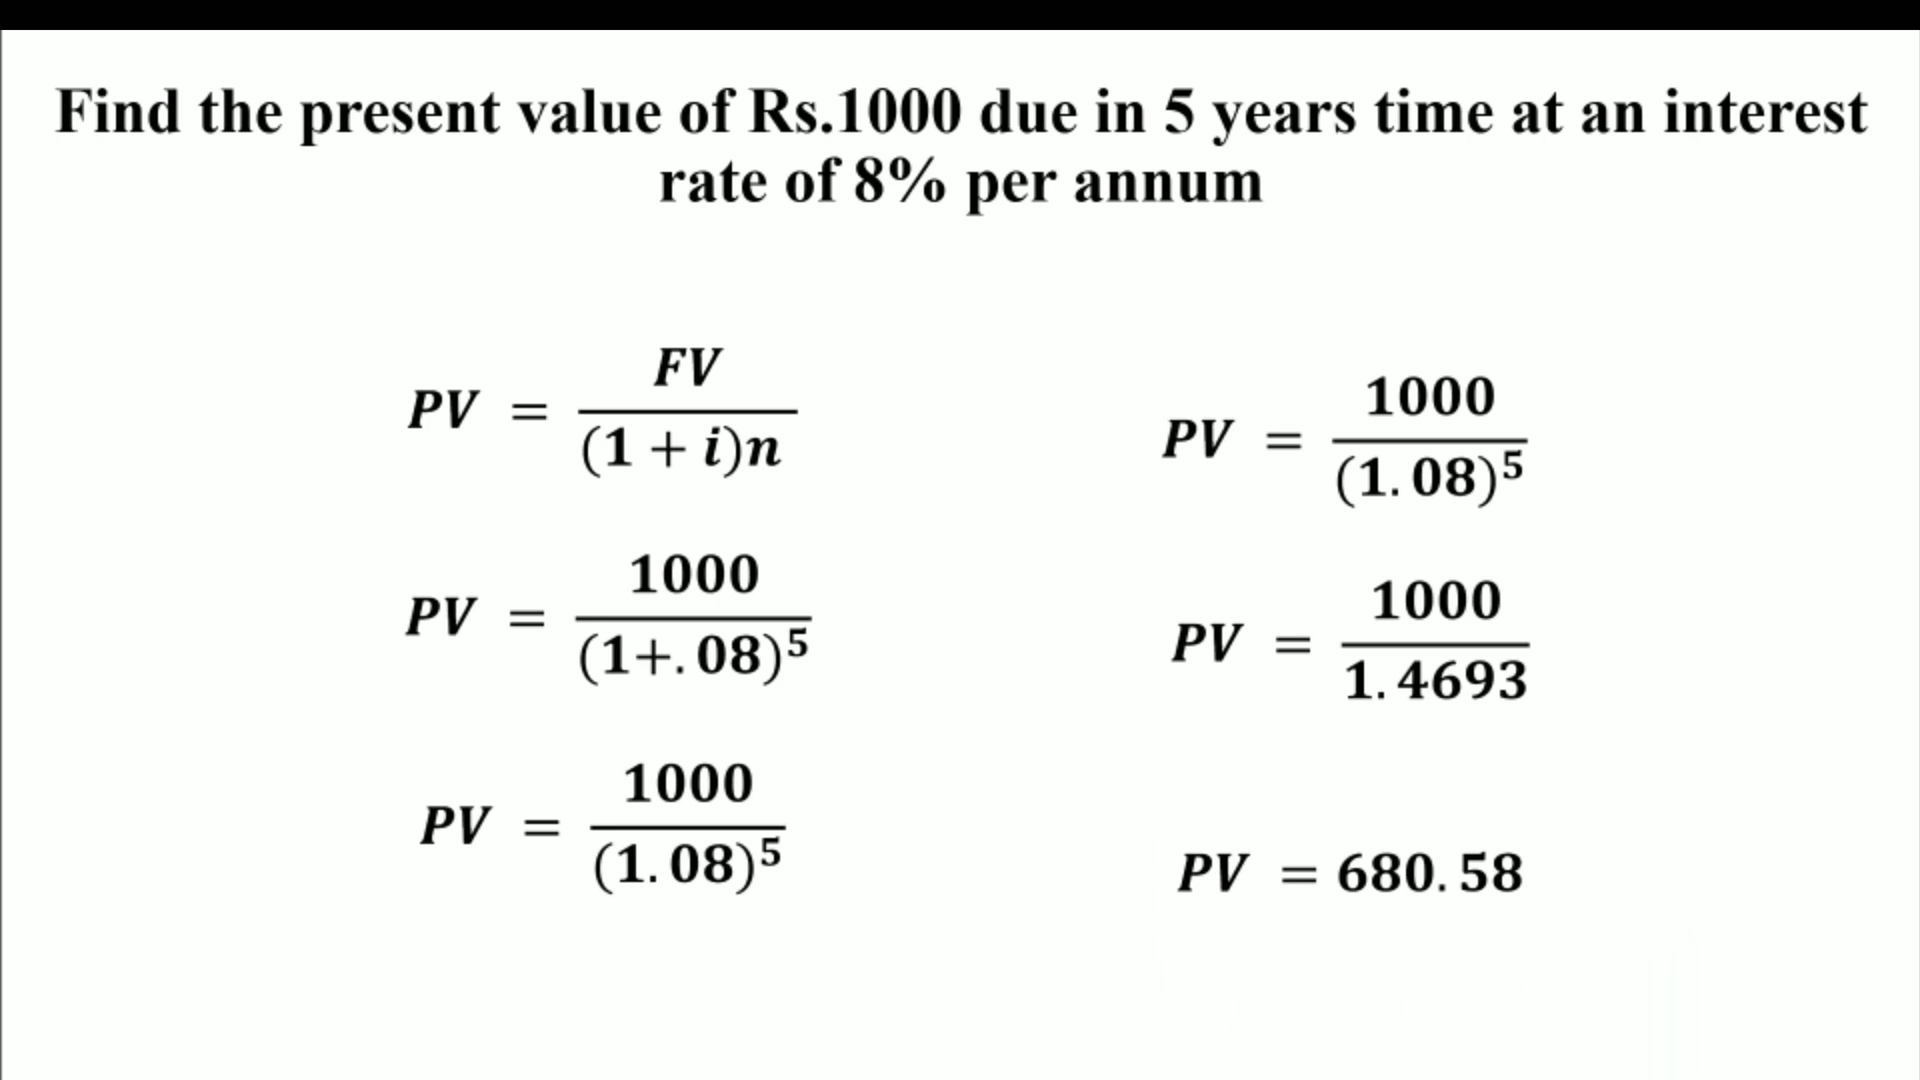 Find the present value of Rs.1000 due in 5 years time at an interest
rate of 8% per annum
PV = FV / (1 + i)n
PV = 1000 / (1+.08)^5
PV = 1000 / (1.08)^5
PV = 1000 / (1.08)^5
PV = 1000 / 1.4693
PV = 680.58